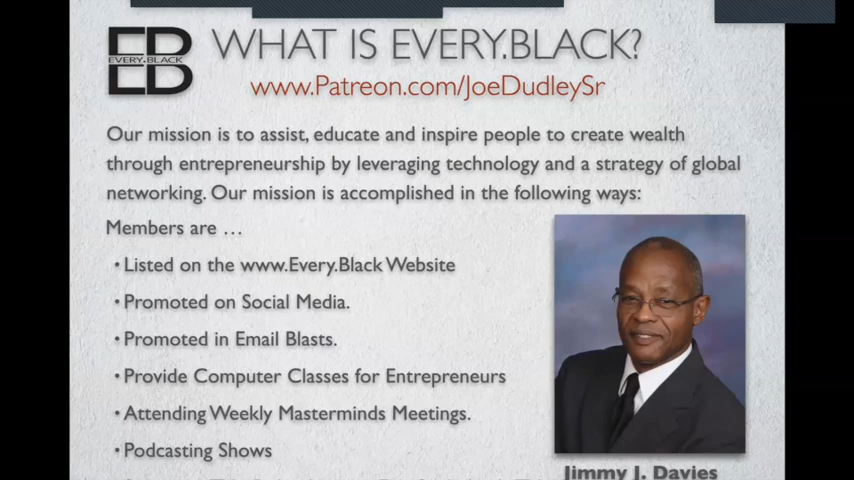 EVERY.BLACK
WHAT IS EVERY.BLACK?
www.Patreon.com/JoeDudleySr
Our mission is to assist, educate and inspire people to create wealth
through entrepreneurship by leveraging technology and a strategy of global
networking. Our mission is accomplished in the following ways:
Members are …
• Listed on the www.Every.Black Website
• Promoted on Social Media.
• Promoted in Email Blasts.
• Provide Computer Classes for Entrepreneurs
• Attending Weekly Masterminds Meetings.
• Podcasting Shows
Jimmy J. Davies